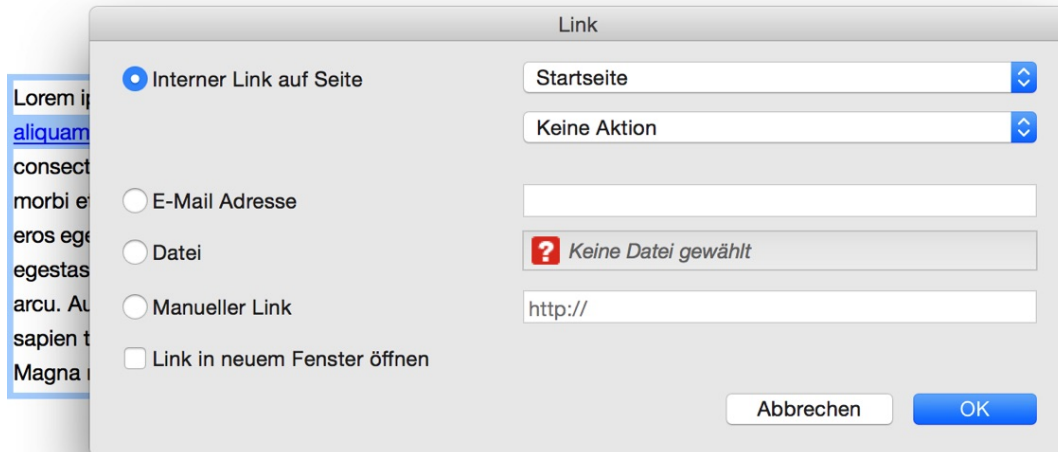 Link
Interner Link auf Seite
Startseite
Keine Aktion
E-Mail Adresse
Datei
? Keine Datei gewählt
Manueller Link
http://
Link in neuem Fenster öffnen
Abbrechen
OK
Lorem
aliquam
consect
morbi
eros
egestas
arcu.
sapien
Magna